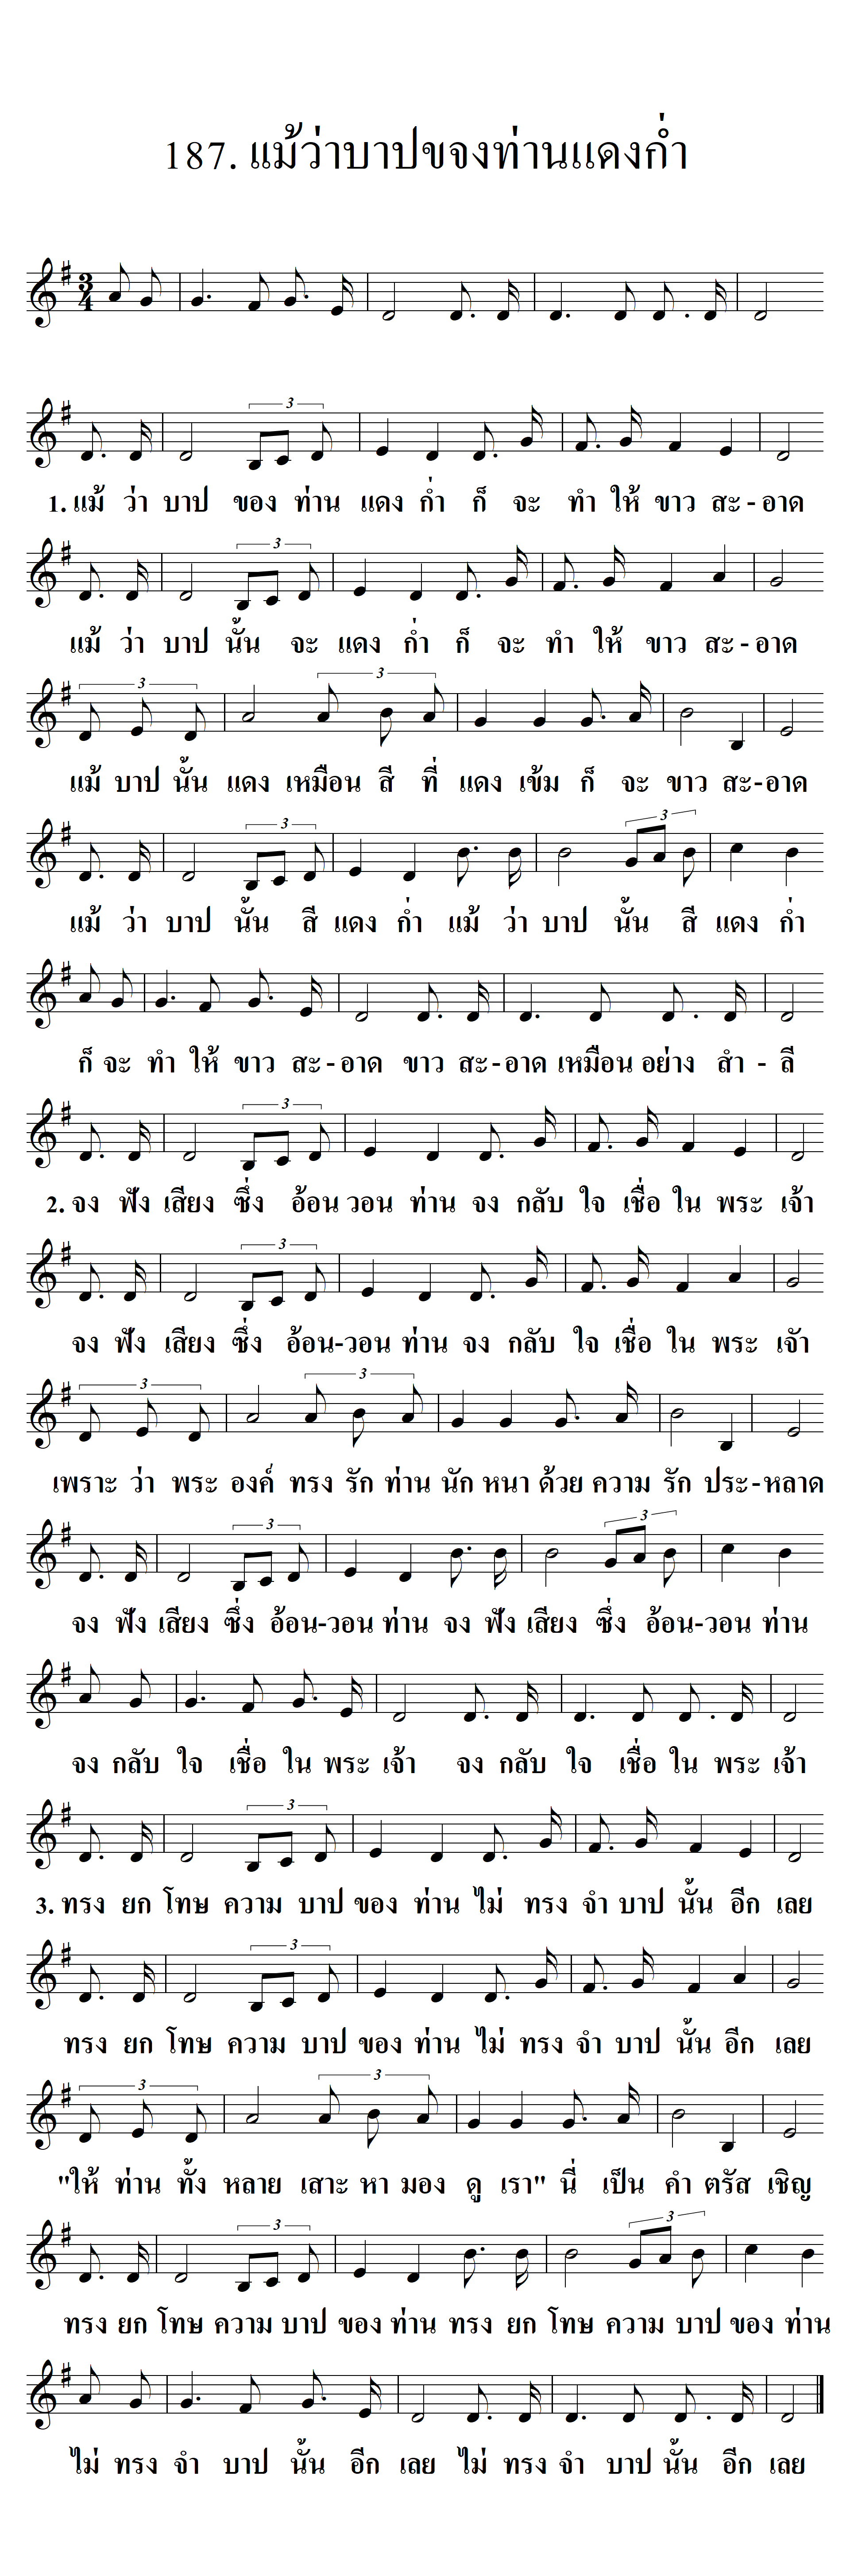 187. แม้ว่าบาปขจงท่านแดงก่ำ
1. แม้ ว่า บาป ของ ท่าน แดง ก่ำ ก็ จะ ทำ ให้ ขาว สะ - อาด
แม้ ว่า บาป นั้น จะ แดง ก่ำ ก็ จะ ทำ ให้ ขาว สะ - อาด
แม้ บาป นั้น แดง เหมือน สี ที่ แดง เข้ม ก็ จะ ขาว สะ-อาด
แม้ ว่า บาป นั้น สี แดง ก่ำ แม้ ว่า บาป นั้น สี แดง ก่ำ
ก็ จะ ทำ ให้ ขาว สะ - อาด ขาว สะ-อาด เหมือน อย่าง สำ - ลี
2. จง ฟัง เสียง ซึ่ง อ้อน วอน ท่าน จง กลับ ใจ เชื่อ ใน พระ เจ้า
จง ฟัง เสียง ซึ่ง อ้อน-วอน ท่าน จง กลับ ใจ เชื่อ ใน พระ เจ้า
เพราะ ว่า พระ องค์ ทรง รัก ท่าน นัก หนา ด้วย ความ รัก ประ-หลาด
จง ฟัง เสียง ซึ่ง อ้อน-วอน ท่าน จง ฟัง เสียง ซึ่ง อ้อน-วอน ท่าน
จง กลับ ใจ เชื่อ ใน พระ เจ้า จง กลับ ใจ เชื่อ ใน พระ เจ้า
3. ทรง ยก โทษ ความ บาป ของ ท่าน ไม่ ทรง จำ บาป นั้น อีก เลย
ทรง ยก โทษ ความ บาป ของ ท่าน ไม่ ทรง จำ บาป นั้น อีก เลย
"ให้ ท่าน ทั้ง หลาย เสาะ หา มอง ดู เรา" นี่ เป็น คำ ตรัส เชิญ
ทรง ยก โทษ ความ บาป ของ ท่าน ทรง ยก โทษ ความ บาป ของ ท่าน
ไม่ ทรง จำ บาป นั้น อีก เลย ไม่ ทรง จำ บาป นั้น อีก เลย